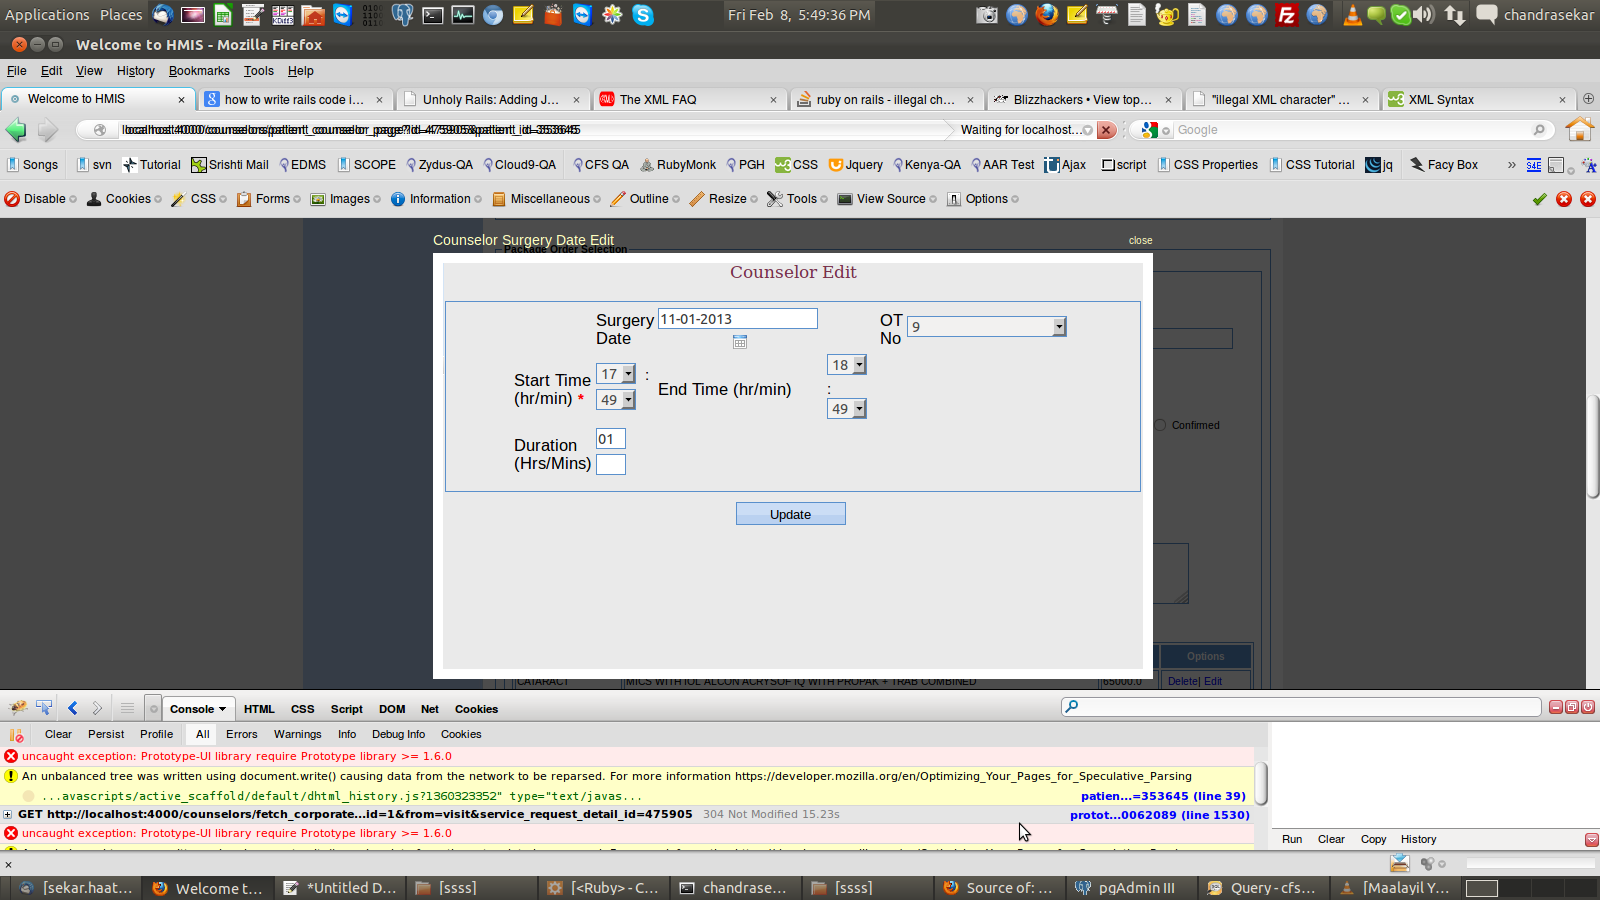 Applications Places Fri Feb 8, 5:49:36 PM chandrasekar
Welcome to HMIS - Mozilla Firefox
File Edit View History Bookmarks Tools Help
Welcome to HMIS × how to write rails code i... × Unholy Rails: Adding J... × The XML FAQ × ruby on rails - illegal ch... × Blizzhackers • View top... × "illegal XML character" ... × XML Syntax ×
localhost:4000/counselors/patient_counselor_page?id=475905&patient_id=353645 Waiting for localhost... Google
Songs svn Tutorial Srishti Mail EDMS SCOPE Zydus-QA Cloud9-QA CFS QA RubyMonk PGH CSS Jquery Kenya-QA AAR Test Ajax script CSS Properties CSS Tutorial jq Facy Box »
Disable Cookies CSS Forms Images Information Miscellaneous Outline Resize Tools View Source Options
Counselor Surgery Date Edit close
Package Order Selection
Counselor Edit
Surgery Date 11-01-2013 OT No 9
Start Time (hr/min) * 17 : 49 End Time (hr/min) 18 : 49
Confirmed
Duration (Hrs/Mins) 01
Update
Options
CATARACT MICS WITH IOL ALCON ACRYSOF IQ WITH PROPAK + TRAB COMBINED 65000.0 Delete| Edit
Console HTML CSS Script DOM Net Cookies
Clear Persist Profile All Errors Warnings Info Debug Info Cookies
uncaught exception: Prototype-UI library require Prototype library >= 1.6.0
An unbalanced tree was written using document.write() causing data from the network to be reparsed. For more information https://developer.mozilla.org/en/Optimizing_Your_Pages_for_Speculative_Parsing
...avascripts/active_scaffold/default/dhtml_history.js?1360323352" type="text/javas... patien...=353645 (line 39)
GET http://localhost:4000/counselors/fetch_corporate...id=1&from=visit&service_request_detail_id=475905 304 Not Modified 15.23s protot...0062089 (line 1530)
uncaught exception: Prototype-UI library require Prototype library >= 1.6.0
Run Clear Copy History
×
[sekar.haat... Welcome t... *Untitled D... [ssss] [<Ruby> - C... chandrase... [ssss] Source of: ... pgAdmin III Query - cfs... [Maalayil Y...